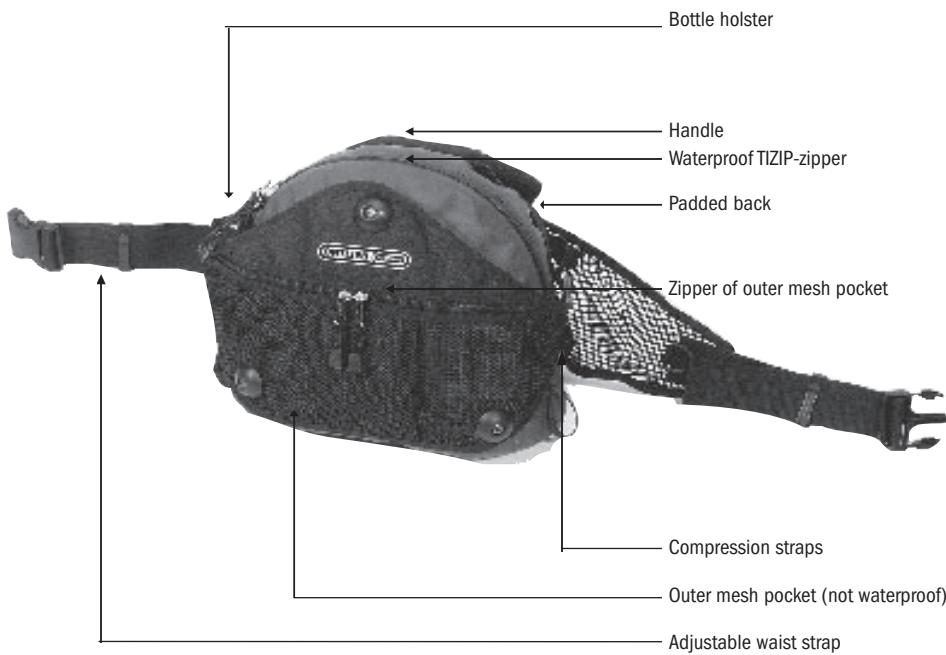 Bottle holster
Handle
Waterproof TIZIP-zipper
Padded back
Zipper of outer mesh pocket
Compression straps
Outer mesh pocket (not waterproof)
Adjustable waist strap